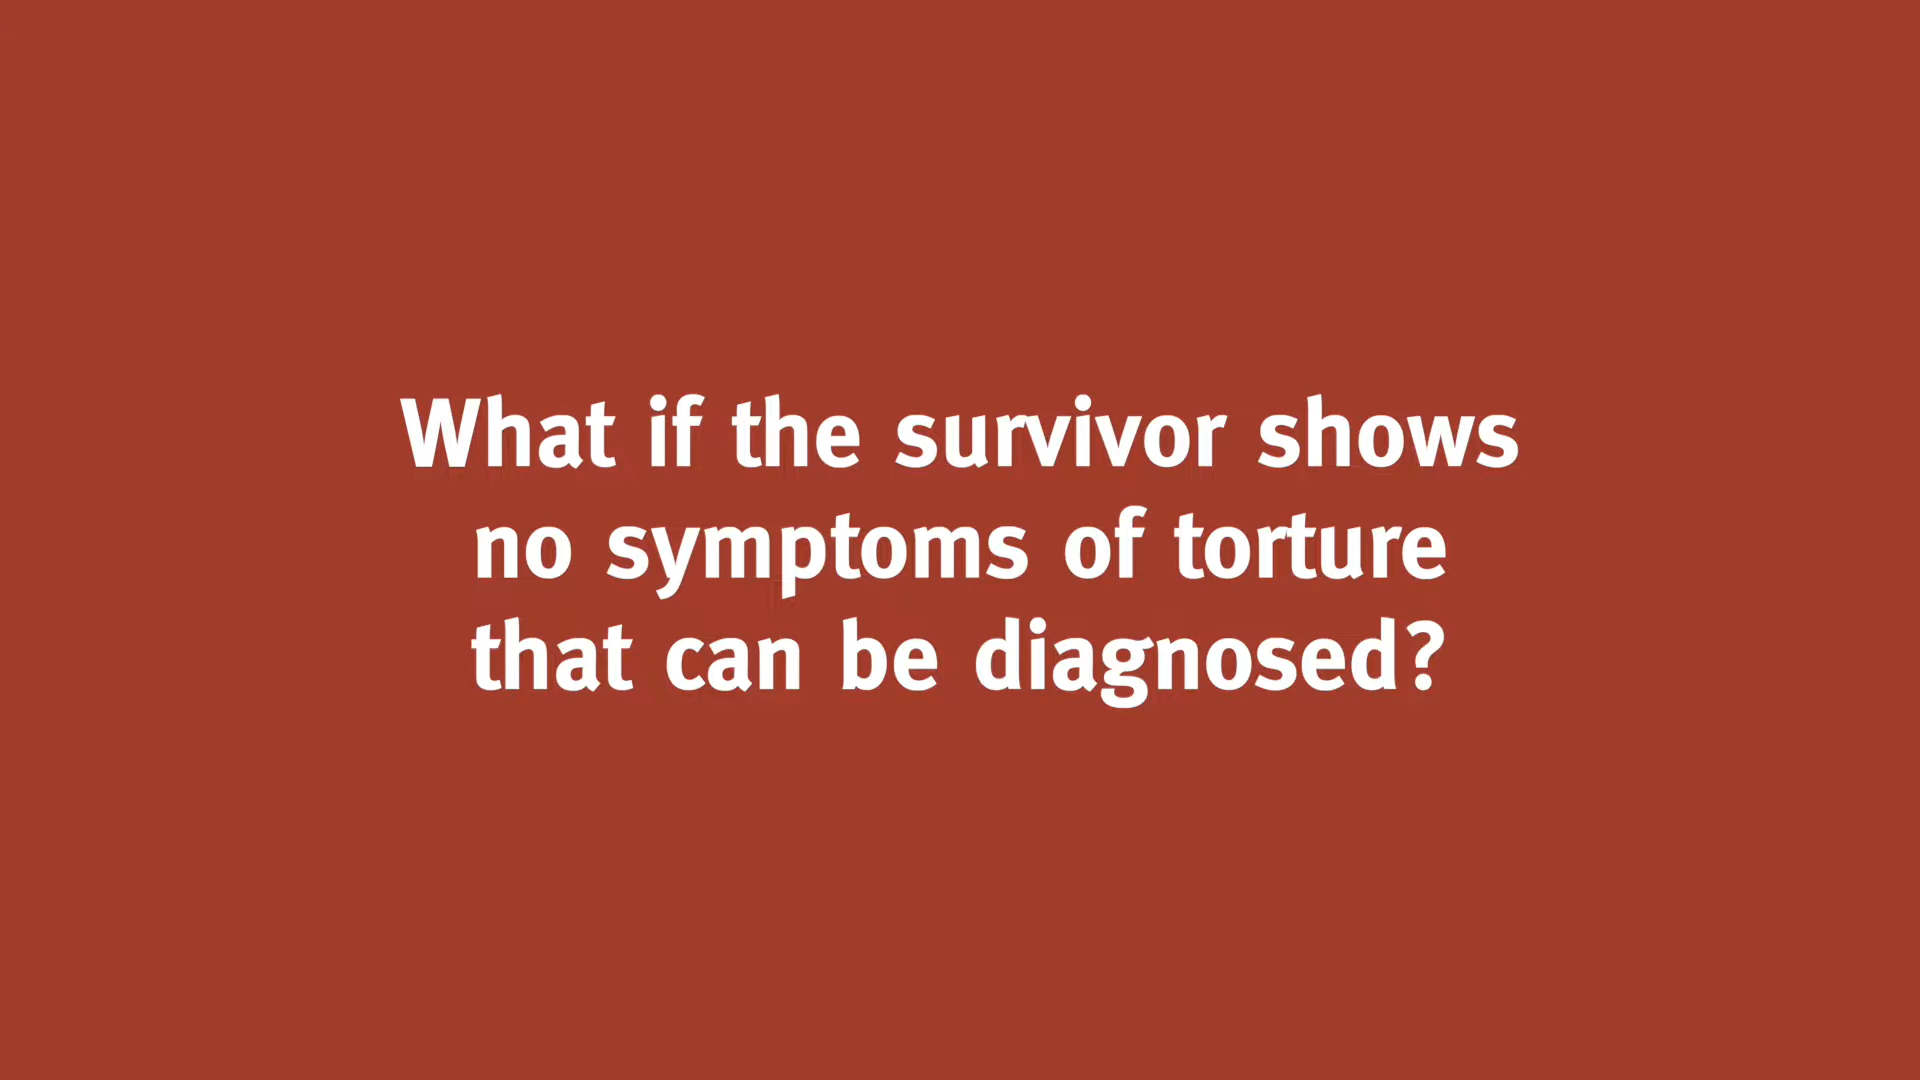 What if the survivor shows
no symptoms of torture
that can be diagnosed?